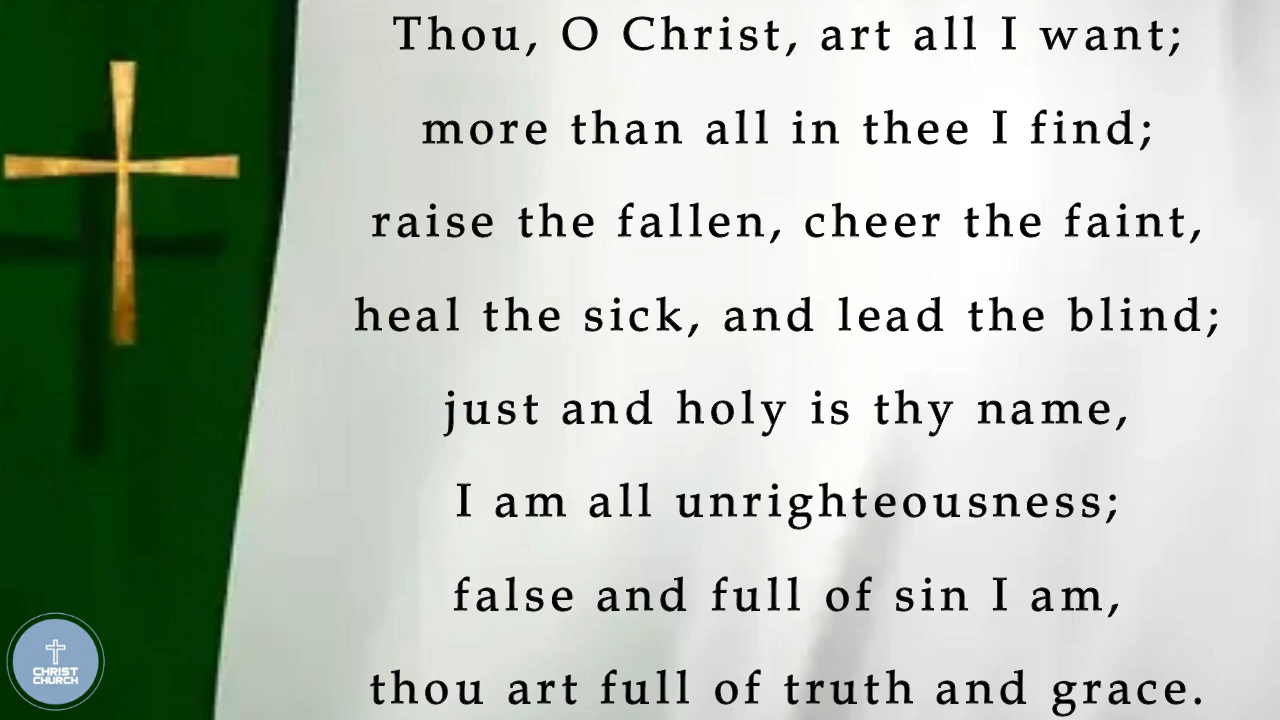 Thou, O Christ, art all I want;
more than all in thee I find;
raise the fallen, cheer the faint,
heal the sick, and lead the blind;
just and holy is thy name,
I am all unrighteousness;
false and full of sin I am,
thou art full of truth and grace.
CHRIST
CHURCH